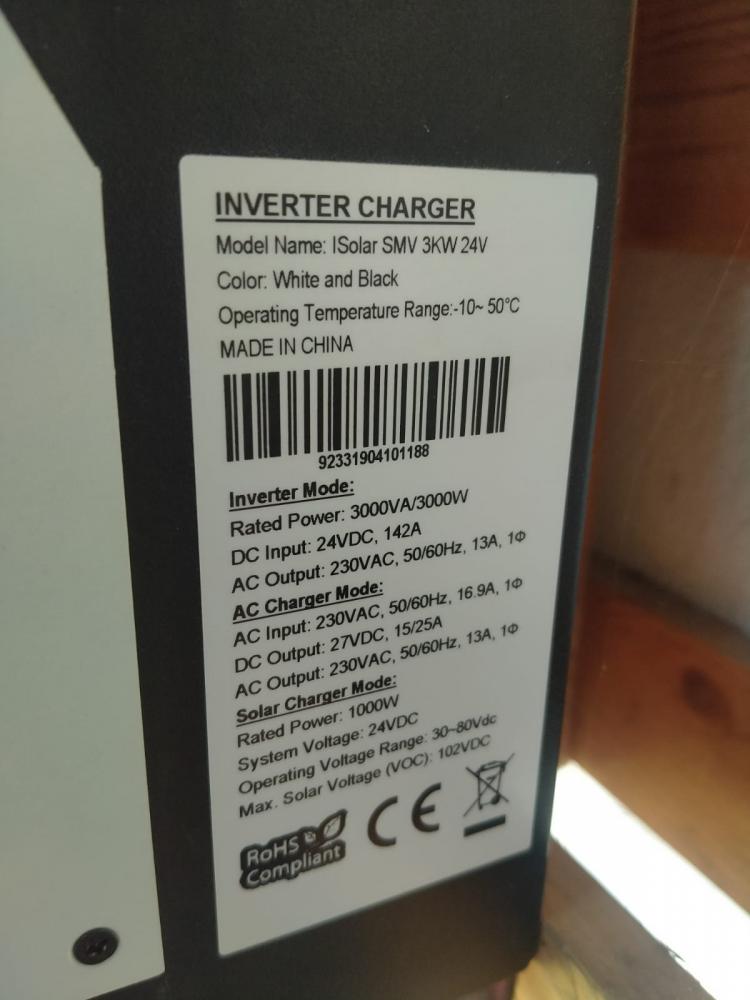 INVERTER CHARGER
Model Name: ISolar SMV 3KW 24V
Color: White and Black
Operating Temperature Range:-10~ 50°C
MADE IN CHINA
92331904101188
Inverter Mode:
Rated Power: 3000VA/3000W
DC Input: 24VDC, 142A
AC Output: 230VAC, 50/60Hz, 13A, 1Φ
AC Charger Mode:
AC Input: 230VAC, 50/60Hz, 16.9A, 1Φ
DC Output: 27VDC, 15/25A
AC Output: 230VAC, 50/60Hz, 13A, 1Φ
Solar Charger Mode:
Rated Power: 1000W
System Voltage: 24VDC
Operating Voltage Range: 30~80Vdc
Max. Solar Voltage (VOC): 102VDC
RoHS
Compliant
CE